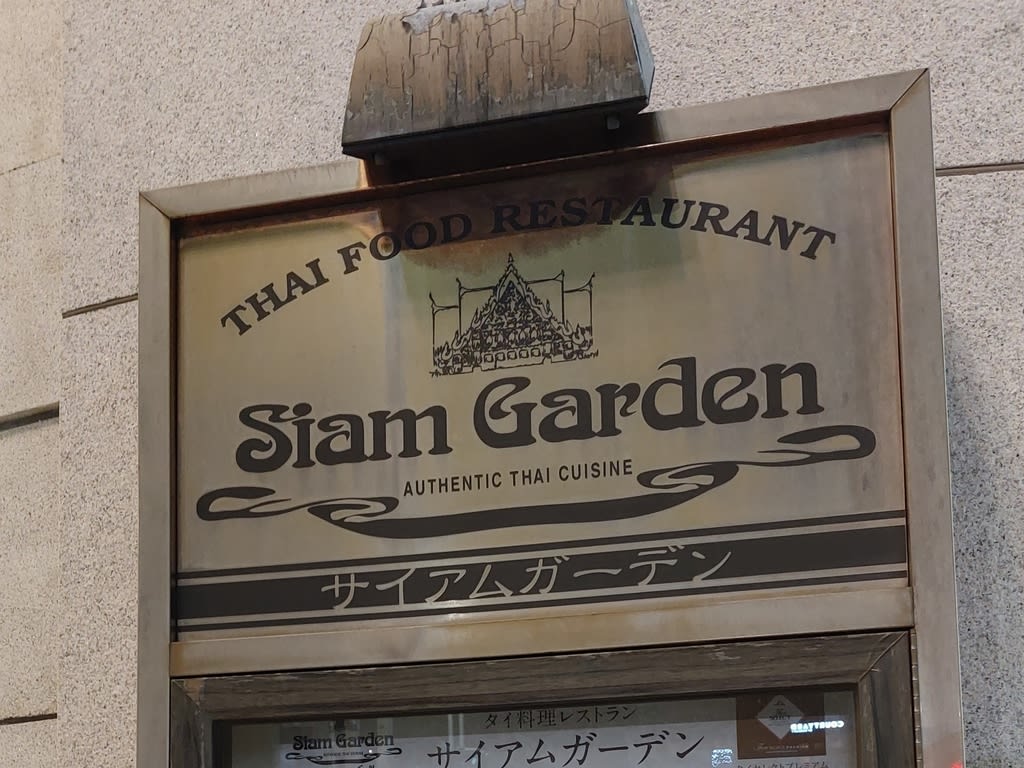 THAI FOOD RESTAURANT
Siam Garden
AUTHENTIC THAI CUISINE
サイアムガーデン
タイ料理レストラン
Siam Garden
サイアムガーデン